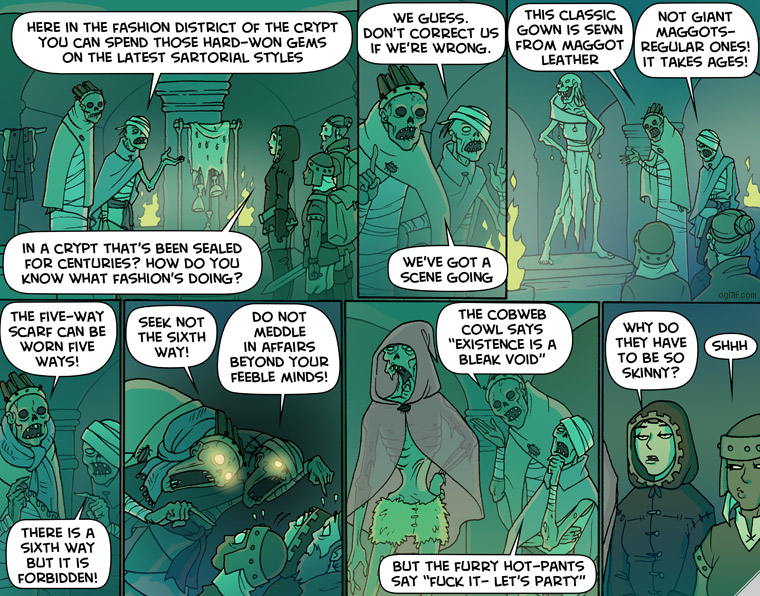 HERE IN THE FASHION DISTRICT OF THE CRYPT
YOU CAN SPEND THOSE HARD-WON GEMS
ON THE LATEST SARTORIAL STYLES
IN A CRYPT THAT'S BEEN SEALED
FOR CENTURIES? HOW DO YOU
KNOW WHAT FASHION'S DOING?
WE GUESS.
DON'T CORRECT US
IF WE'RE WRONG.
WE'VE GOT A
SCENE GOING
THIS CLASSIC
GOWN IS SEWN
FROM MAGGOT
LEATHER
NOT GIANT
MAGGOTS-
REGULAR ONES!
IT TAKES AGES!
oglaf.com
THE FIVE-WAY
SCARF CAN BE
WORN FIVE
WAYS!
THERE IS A
SIXTH WAY
BUT IT IS
FORBIDDEN!
SEEK NOT
THE SIXTH
WAY!
DO NOT
MEDDLE
IN AFFAIRS
BEYOND YOUR
FEEBLE MINDS!
THE COBWEB
COWL SAYS
"EXISTENCE IS A
BLEAK VOID"
BUT THE FURRY HOT-PANTS
SAY "FUCK IT- LET'S PARTY"
WHY DO
THEY HAVE
TO BE SO
SKINNY?
SHHH